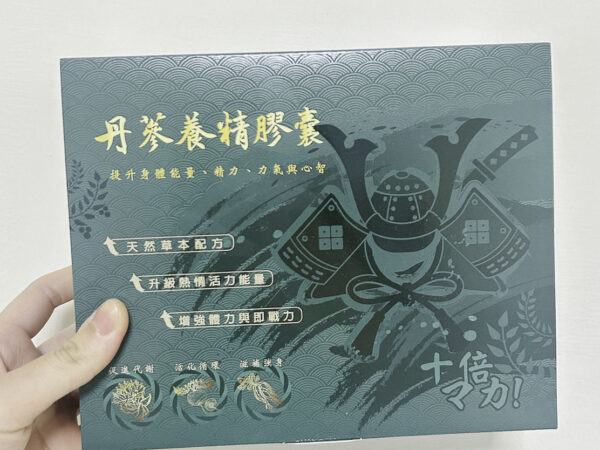 丹蔘養精膠囊
提升身體能量、精力、力氣與心智
天然草本配方
升級熱情活力能量
增強體力與即戰力
促進代謝 活化循環 滋補強身
十倍
マカ!